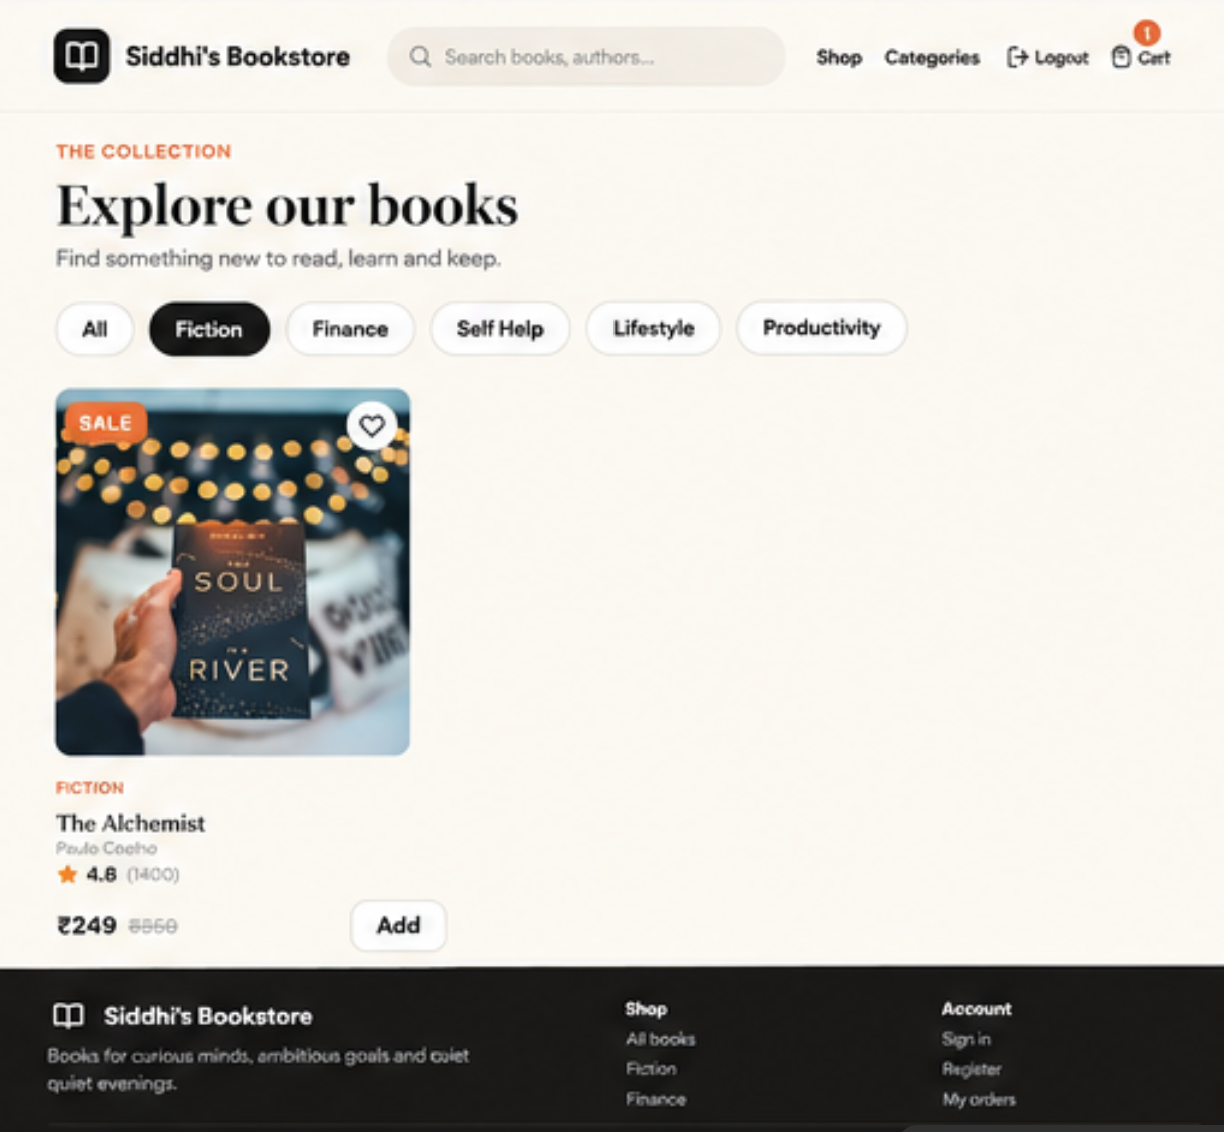 Siddhi's Bookstore
Search books, authors...
Shop
Categories
Logout
1
Cart
THE COLLECTION
Explore our books
Find something new to read, learn and keep.
All
Fiction
Finance
Self Help
Lifestyle
Productivity
SALE
SOUL
RIVER
FICTION
The Alchemist
Paulo Coelho
4.6 (1400)
₹249
Add
Siddhi's Bookstore
Books for curious minds, ambitious goals and quiet
quiet evenings.
Shop
All books
Fiction
Finance
Account
Sign in
Register
My orders